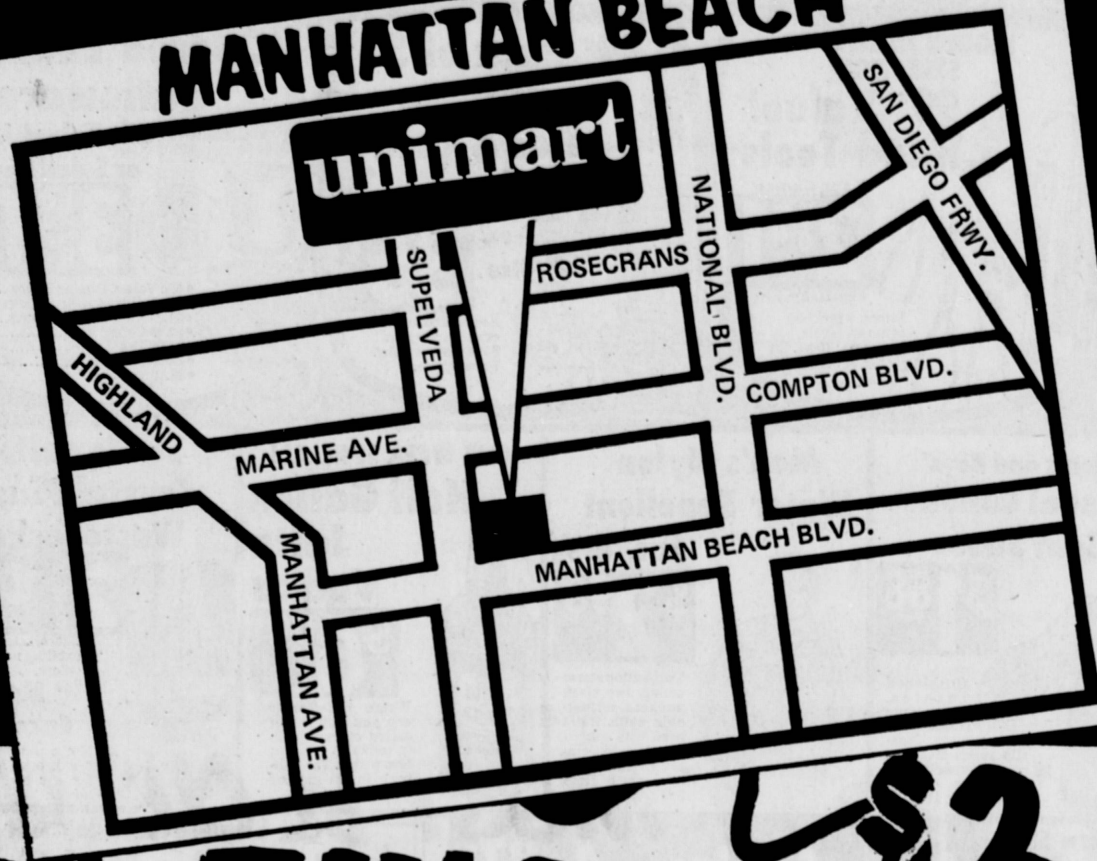 MANHATTAN BEACH
unimart
SAN DIEGO FRWY.
NATIONAL BLVD.
ROSECRANS
SUPELVEDA
HIGHLAND
COMPTON BLVD.
MARINE AVE.
MANHATTAN BEACH BLVD.
MANHATTAN AVE.
$2